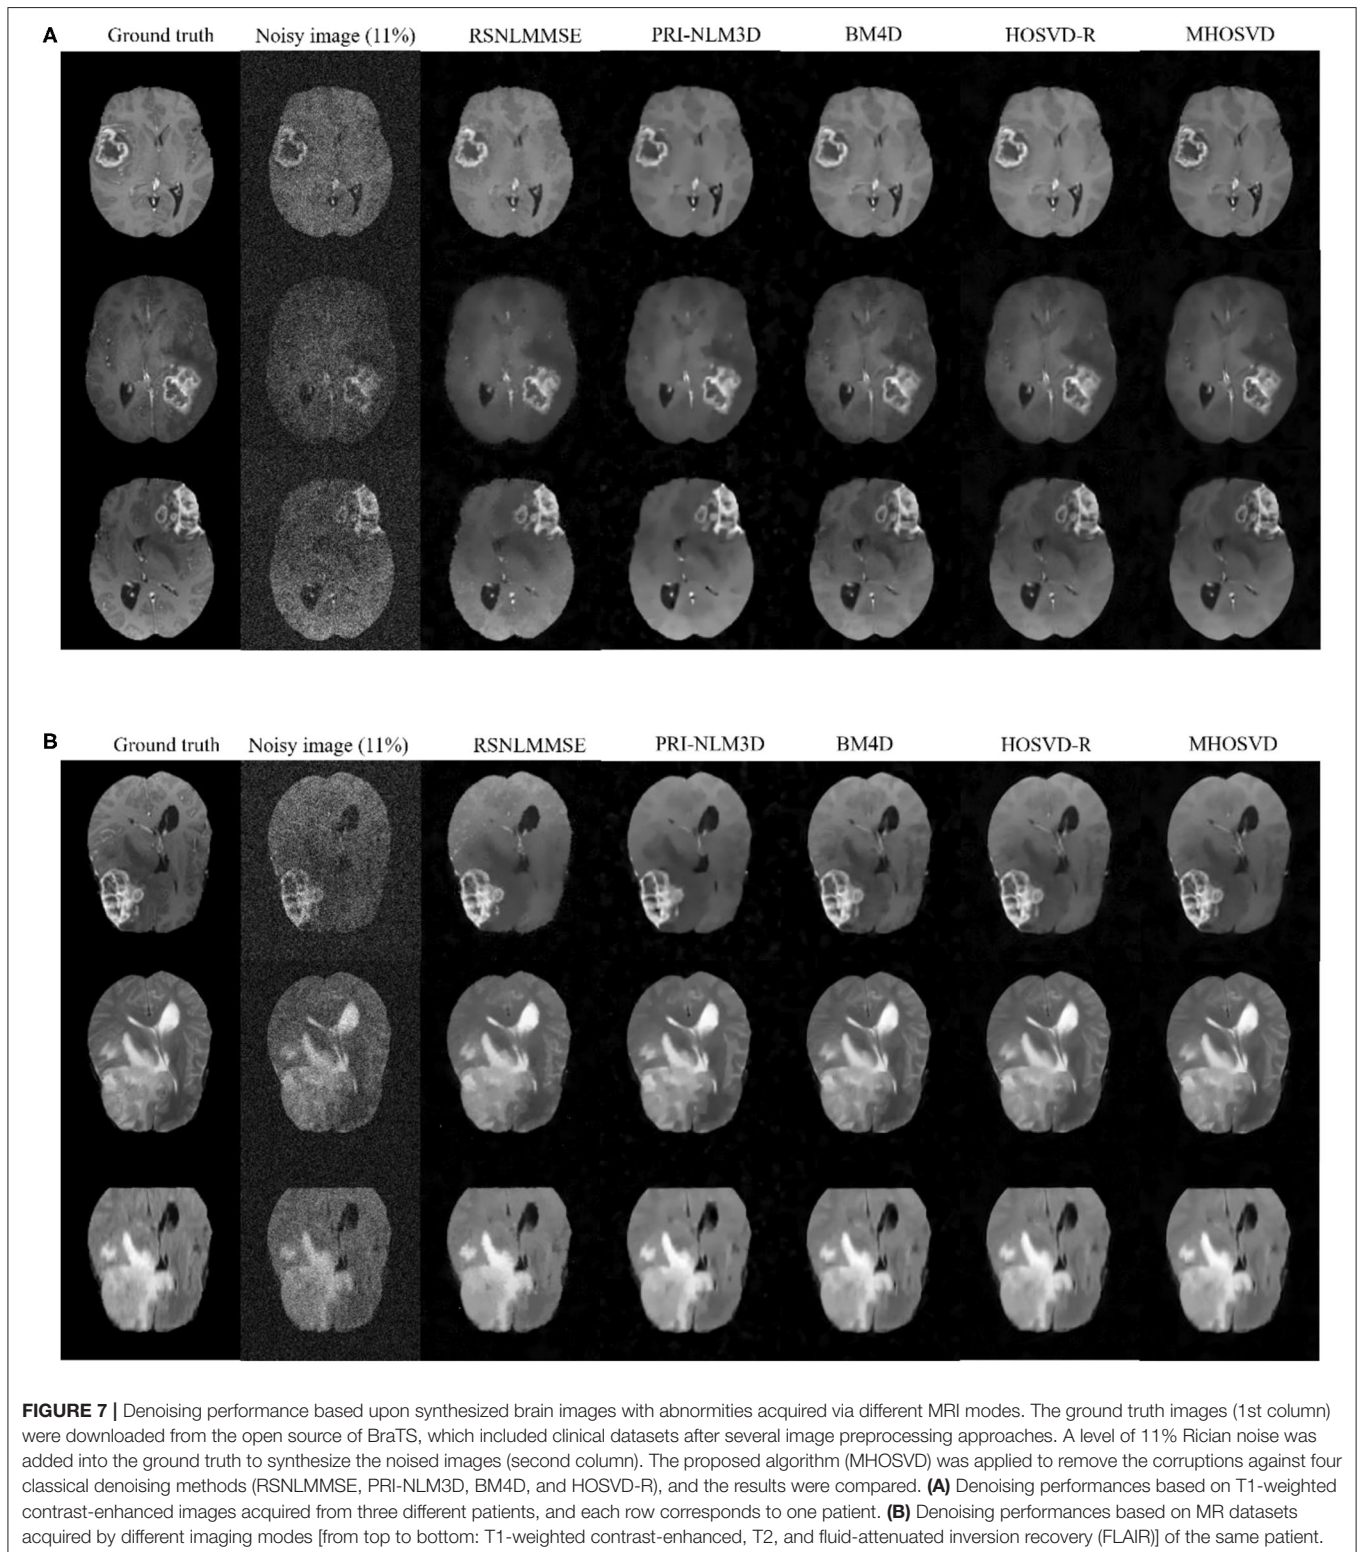 A Ground truth Noisy image (11%) RSNLMMSE PRI-NLM3D BM4D HOSVD-R MHOSVD
B Ground truth Noisy image (11%) RSNLMMSE PRI-NLM3D BM4D HOSVD-R MHOSVD
FIGURE 7 | Denoising performance based upon synthesized brain images with abnormities acquired via different MRI modes. The ground truth images (1st column)
were downloaded from the open source of BraTS, which included clinical datasets after several image preprocessing approaches. A level of 11% Rician noise was
added into the ground truth to synthesize the noised images (second column). The proposed algorithm (MHOSVD) was applied to remove the corruptions against four
classical denoising methods (RSNLMMSE, PRI-NLM3D, BM4D, and HOSVD-R), and the results were compared. (A) Denoising performances based on T1-weighted
contrast-enhanced images acquired from three different patients, and each row corresponds to one patient. (B) Denoising performances based on MR datasets
acquired by different imaging modes [from top to bottom: T1-weighted contrast-enhanced, T2, and fluid-attenuated inversion recovery (FLAIR)] of the same patient.